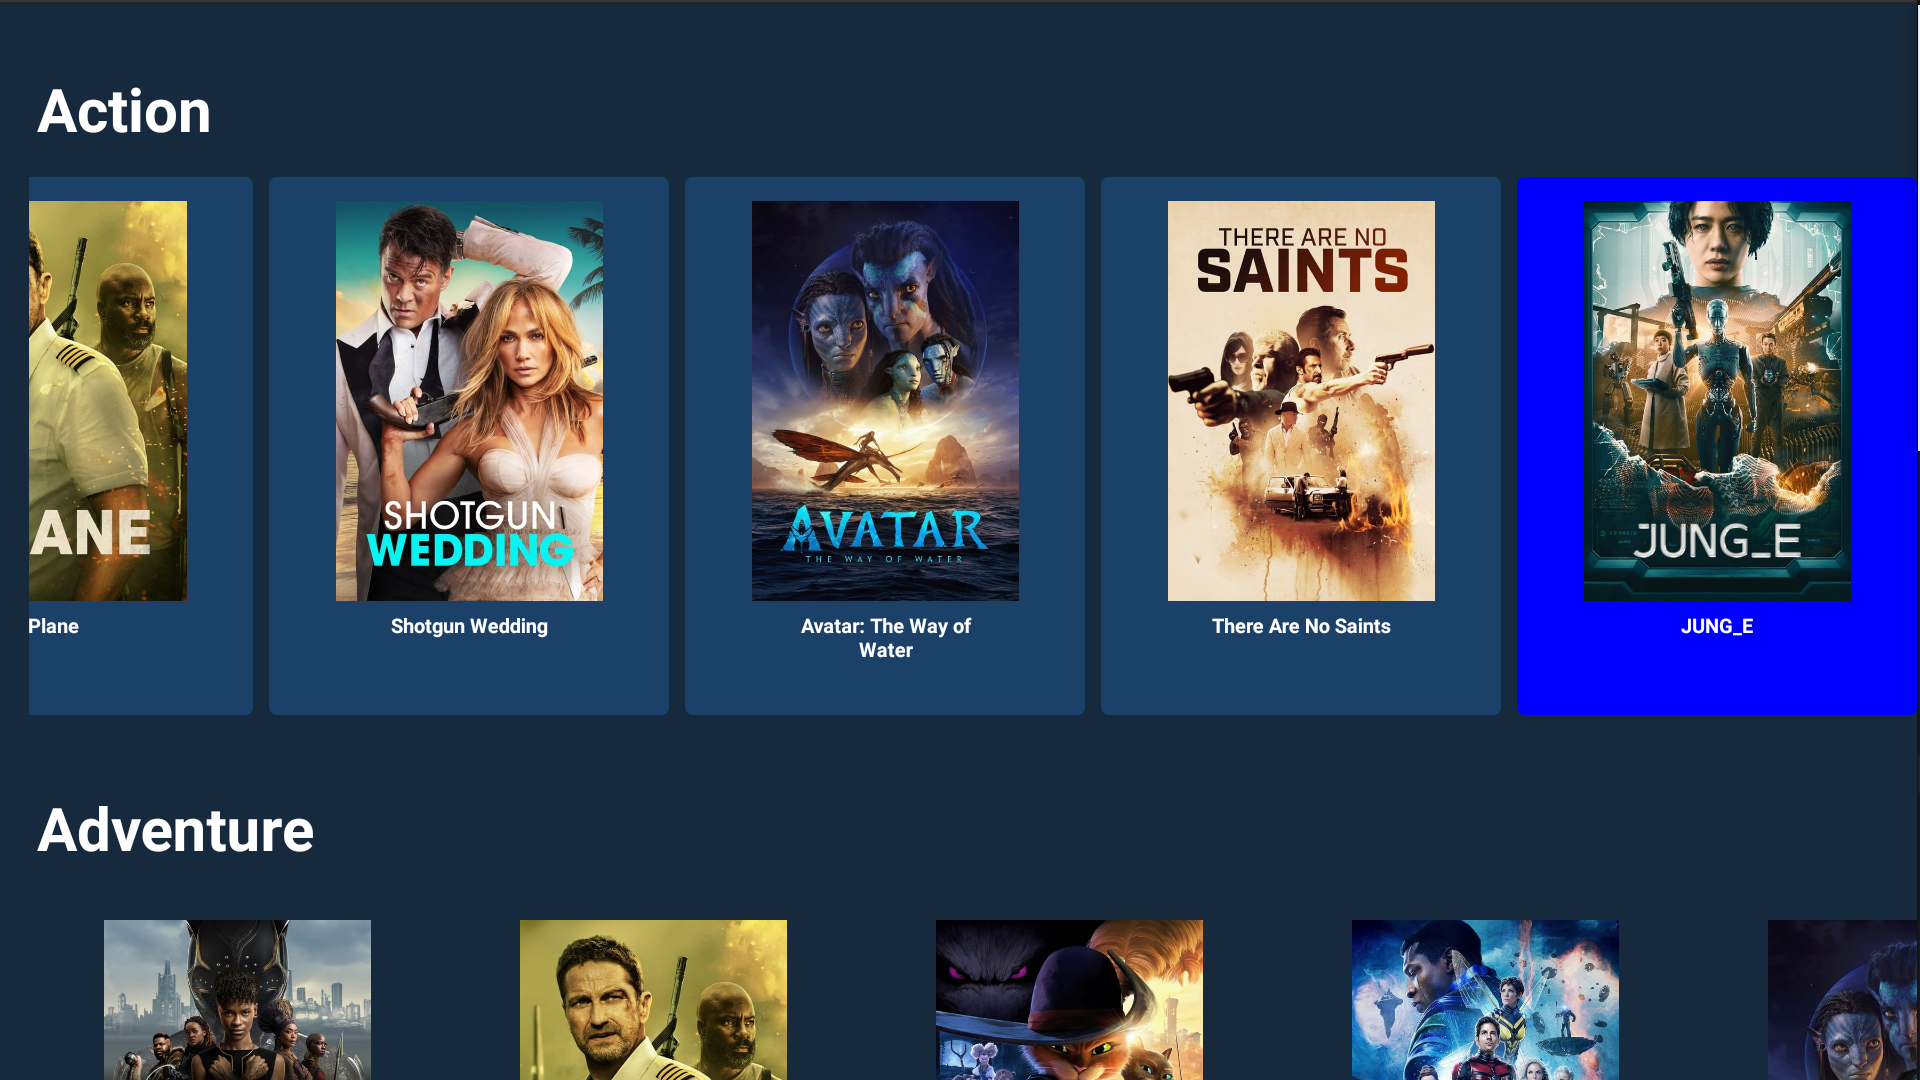 Action
ANE
Plane
SHOTGUN
WEDDING
Shotgun Wedding
AVATAR
THE WAY OF WATER
Avatar: The Way of
Water
THERE ARE NO
SAINTS
There Are No Saints
JUNG_E
JUNG_E
Adventure